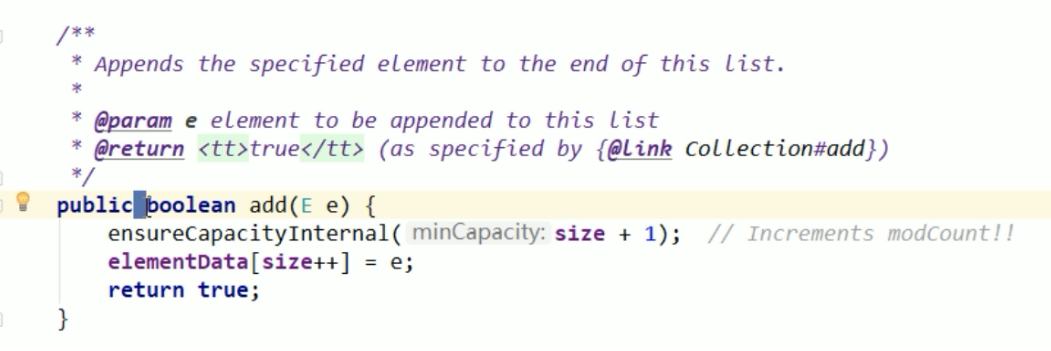 /**
* Appends the specified element to the end of this list.
*
* @param e element to be appended to this list
* @return <tt>true</tt> (as specified by {@link Collection#add})
*/
public boolean add(E e) {
ensureCapacityInternal( minCapacity: size + 1);  // Increments modCount!!
elementData[size++] = e;
return true;
}